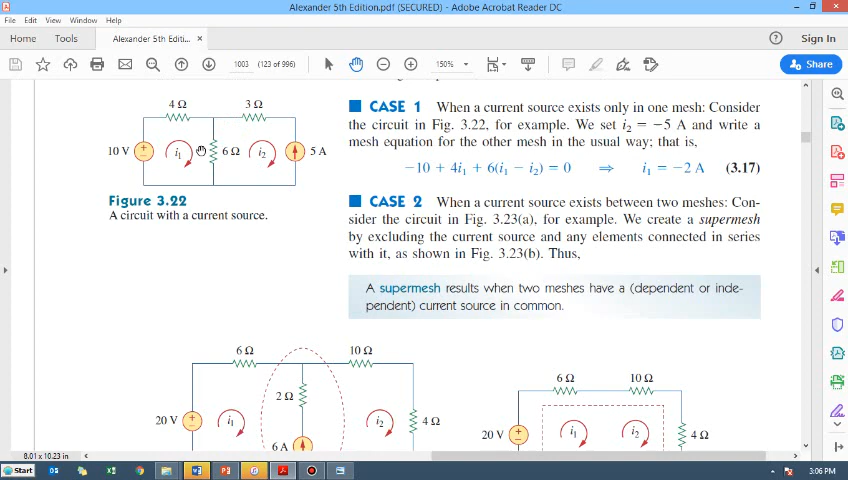 Alexander 5th Edition.pdf (SECURED) - Adobe Acrobat Reader DC
File Edit View Window Help
Home Tools Alexander 5th Editi... × Sign In
1003 (123 of 996) 150% Share
■ CASE 1 When a current source exists only in one mesh: Consider
the circuit in Fig. 3.22, for example. We set i₂ = −5 A and write a
mesh equation for the other mesh in the usual way; that is,
−10 + 4i₁ + 6(i₁ − i₂) = 0 ⇒ i₁ = −2 A (3.17)
4 Ω 3 Ω
10 V + − i₁ 6 Ω i₂ 5 A
Figure 3.22
A circuit with a current source.
■ CASE 2 When a current source exists between two meshes: Con-
sider the circuit in Fig. 3.23(a), for example. We create a supermesh
by excluding the current source and any elements connected in series
with it, as shown in Fig. 3.23(b). Thus,
A supermesh results when two meshes have a (dependent or inde-
pendent) current source in common.
6 Ω 10 Ω
2 Ω
20 V + − i₁ i₂ 4 Ω
6 A
6 Ω 10 Ω
20 V + − i₁ i₂ 4 Ω
8.01 x 10.23 in
Start 3:06 PM